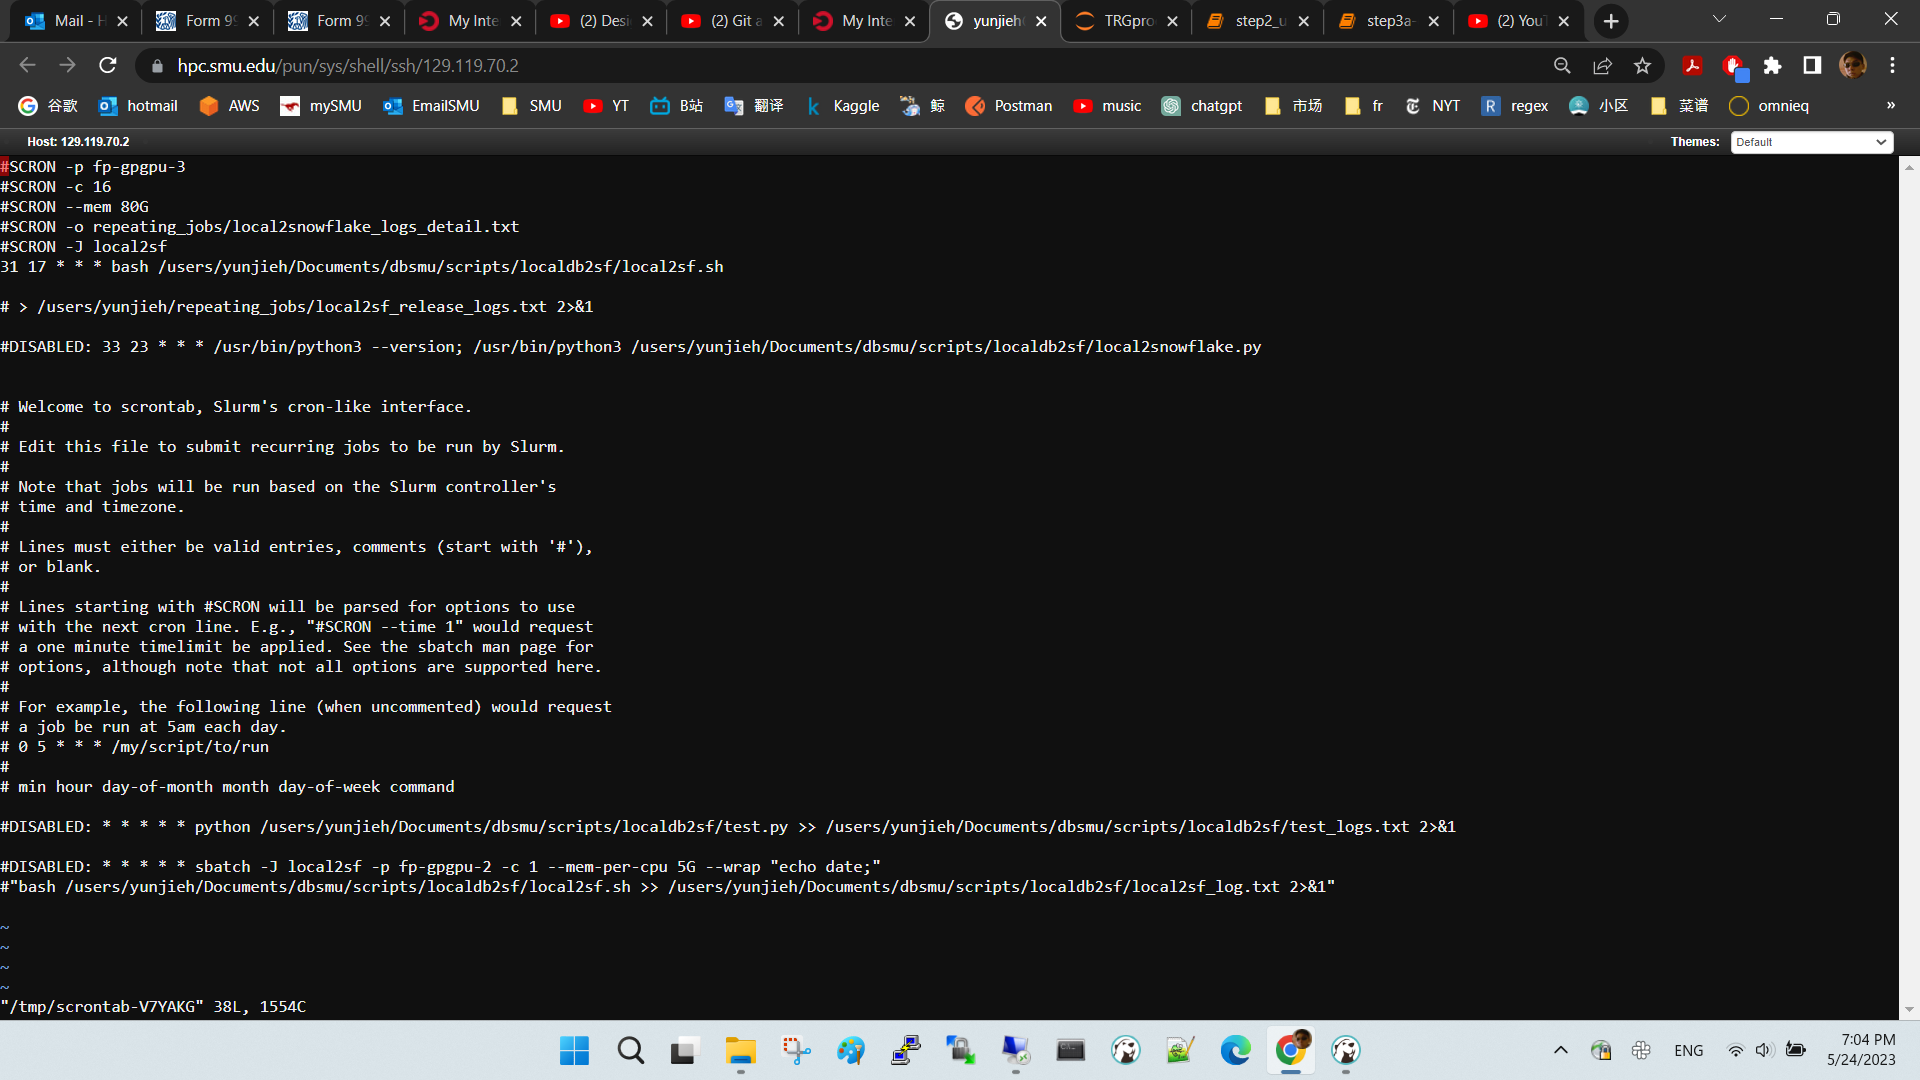 Mail - H
Form 99
Form 99
My Inte
(2) Desi
(2) Git a
My Inte
yunjieh
TRGpro
step2_u
step3a-
(2) YouT
hpc.smu.edu/pun/sys/shell/ssh/129.119.70.2
谷歌
hotmail
AWS
mySMU
EmailSMU
SMU
YT
B站
翻译
Kaggle
鲸
Postman
music
chatgpt
市场
fr
NYT
regex
小区
菜谱
omnieq
»
Host: 129.119.70.2
Themes:
Default
#SCRON -p fp-gpgpu-3
#SCRON -c 16
#SCRON --mem 80G
#SCRON -o repeating_jobs/local2snowflake_logs_detail.txt
#SCRON -J local2sf
31 17 * * * bash /users/yunjieh/Documents/dbsmu/scripts/localdb2sf/local2sf.sh
# > /users/yunjieh/repeating_jobs/local2sf_release_logs.txt 2>&1
#DISABLED: 33 23 * * * /usr/bin/python3 --version; /usr/bin/python3 /users/yunjieh/Documents/dbsmu/scripts/localdb2sf/local2snowflake.py
# Welcome to scrontab, Slurm's cron-like interface.
#
# Edit this file to submit recurring jobs to be run by Slurm.
#
# Note that jobs will be run based on the Slurm controller's
# time and timezone.
#
# Lines must either be valid entries, comments (start with '#'),
# or blank.
#
# Lines starting with #SCRON will be parsed for options to use
# with the next cron line. E.g., "#SCRON --time 1" would request
# a one minute timelimit be applied. See the sbatch man page for
# options, although note that not all options are supported here.
#
# For example, the following line (when uncommented) would request
# a job be run at 5am each day.
# 0 5 * * * /my/script/to/run
#
# min hour day-of-month month day-of-week command
#DISABLED: * * * * * python /users/yunjieh/Documents/dbsmu/scripts/localdb2sf/test.py >> /users/yunjieh/Documents/dbsmu/scripts/localdb2sf/test_logs.txt 2>&1
#DISABLED: * * * * * sbatch -J local2sf -p fp-gpgpu-2 -c 1 --mem-per-cpu 5G --wrap "echo date;"
#"bash /users/yunjieh/Documents/dbsmu/scripts/localdb2sf/local2sf.sh >> /users/yunjieh/Documents/dbsmu/scripts/localdb2sf/local2sf_log.txt 2>&1"
~
~
~
~
"/tmp/scrontab-V7YAKG" 38L, 1554C
ENG
7:04 PM
5/24/2023